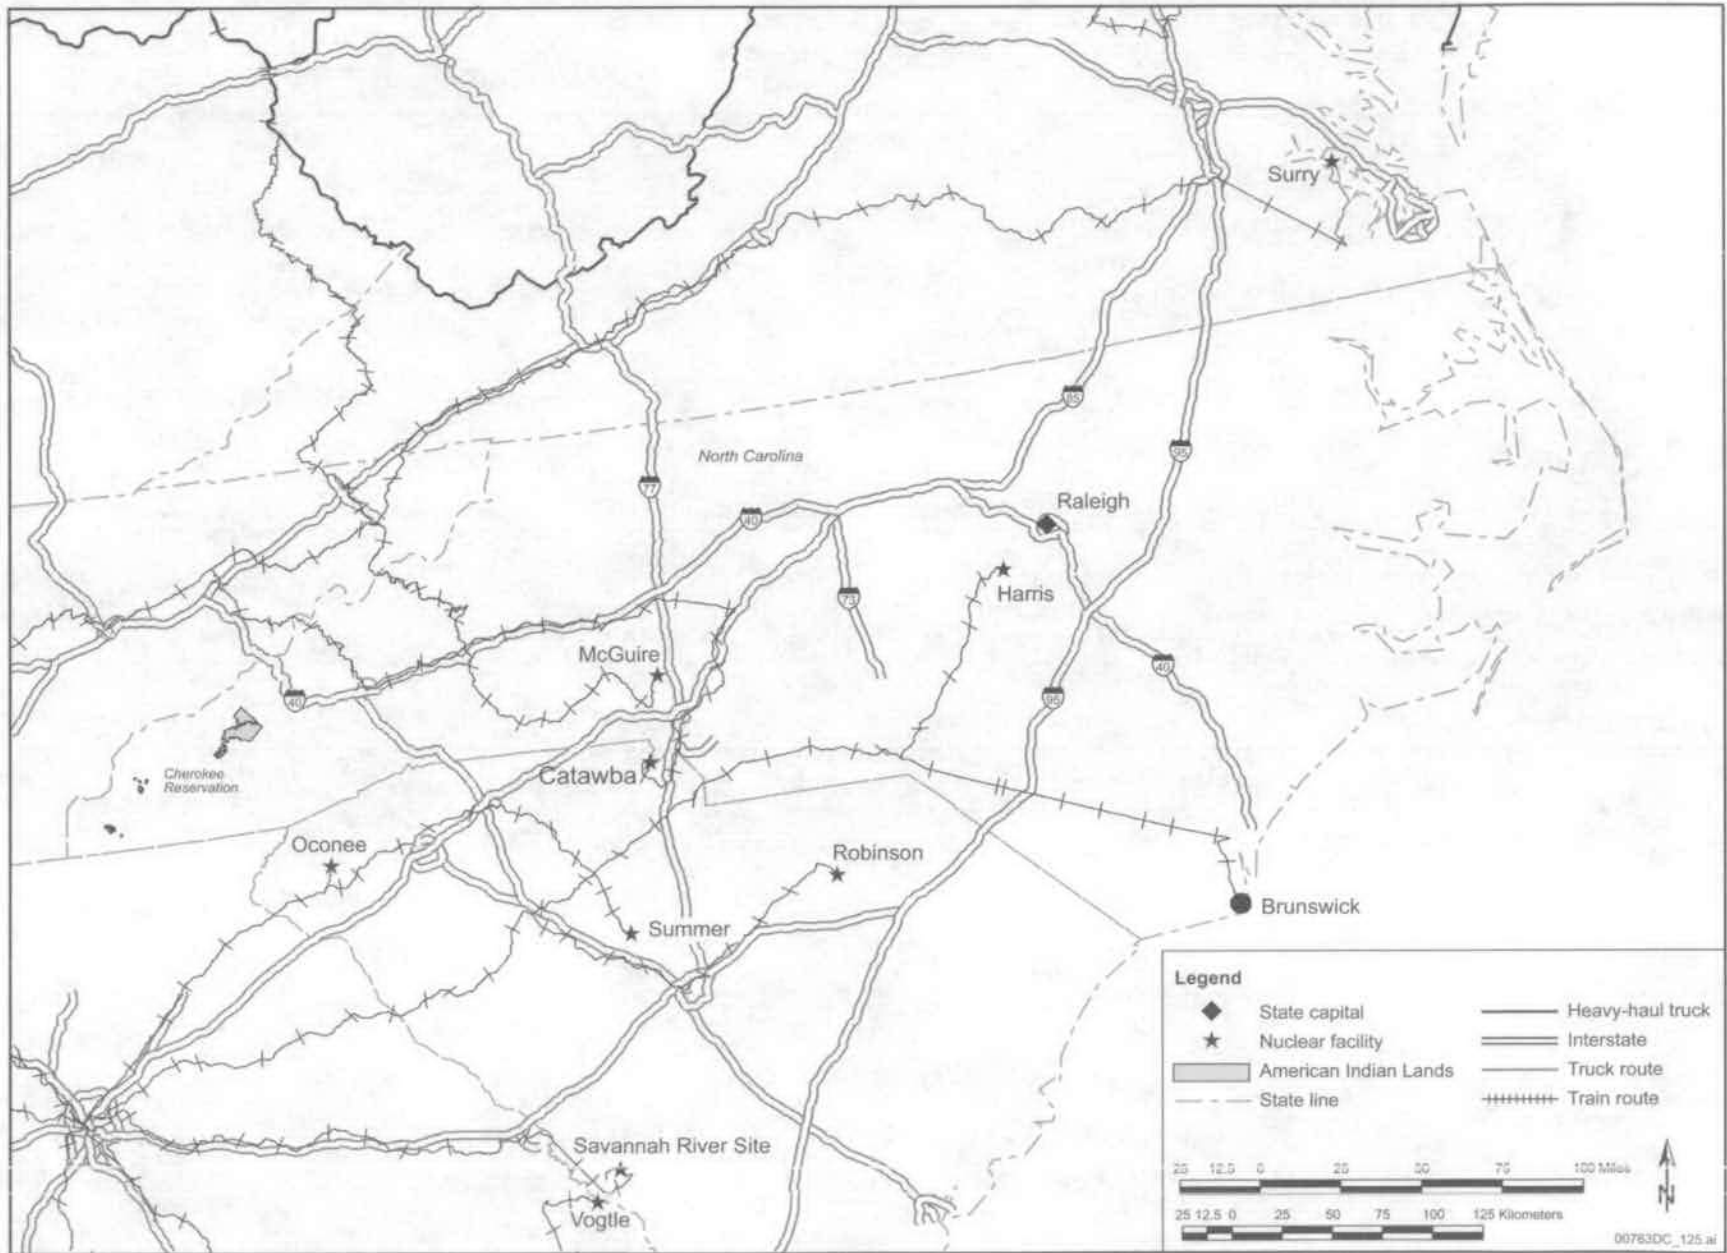 Surry
85
North Carolina
95
77
Raleigh
40
Harris
73
McGuire
40
95
40
Cherokee
Reservation
Catawba
Oconee
Robinson
Brunswick
Summer
Legend
State capital
Heavy-haul truck
Nuclear facility
Interstate
American Indian Lands
Truck route
State line
Train route
Savannah River Site
25 12.5 0 25 50 75 100 Miles
N
Vogtle
25 12.5 0 25 50 75 100 125 Kilometers
00763DC_125.ai